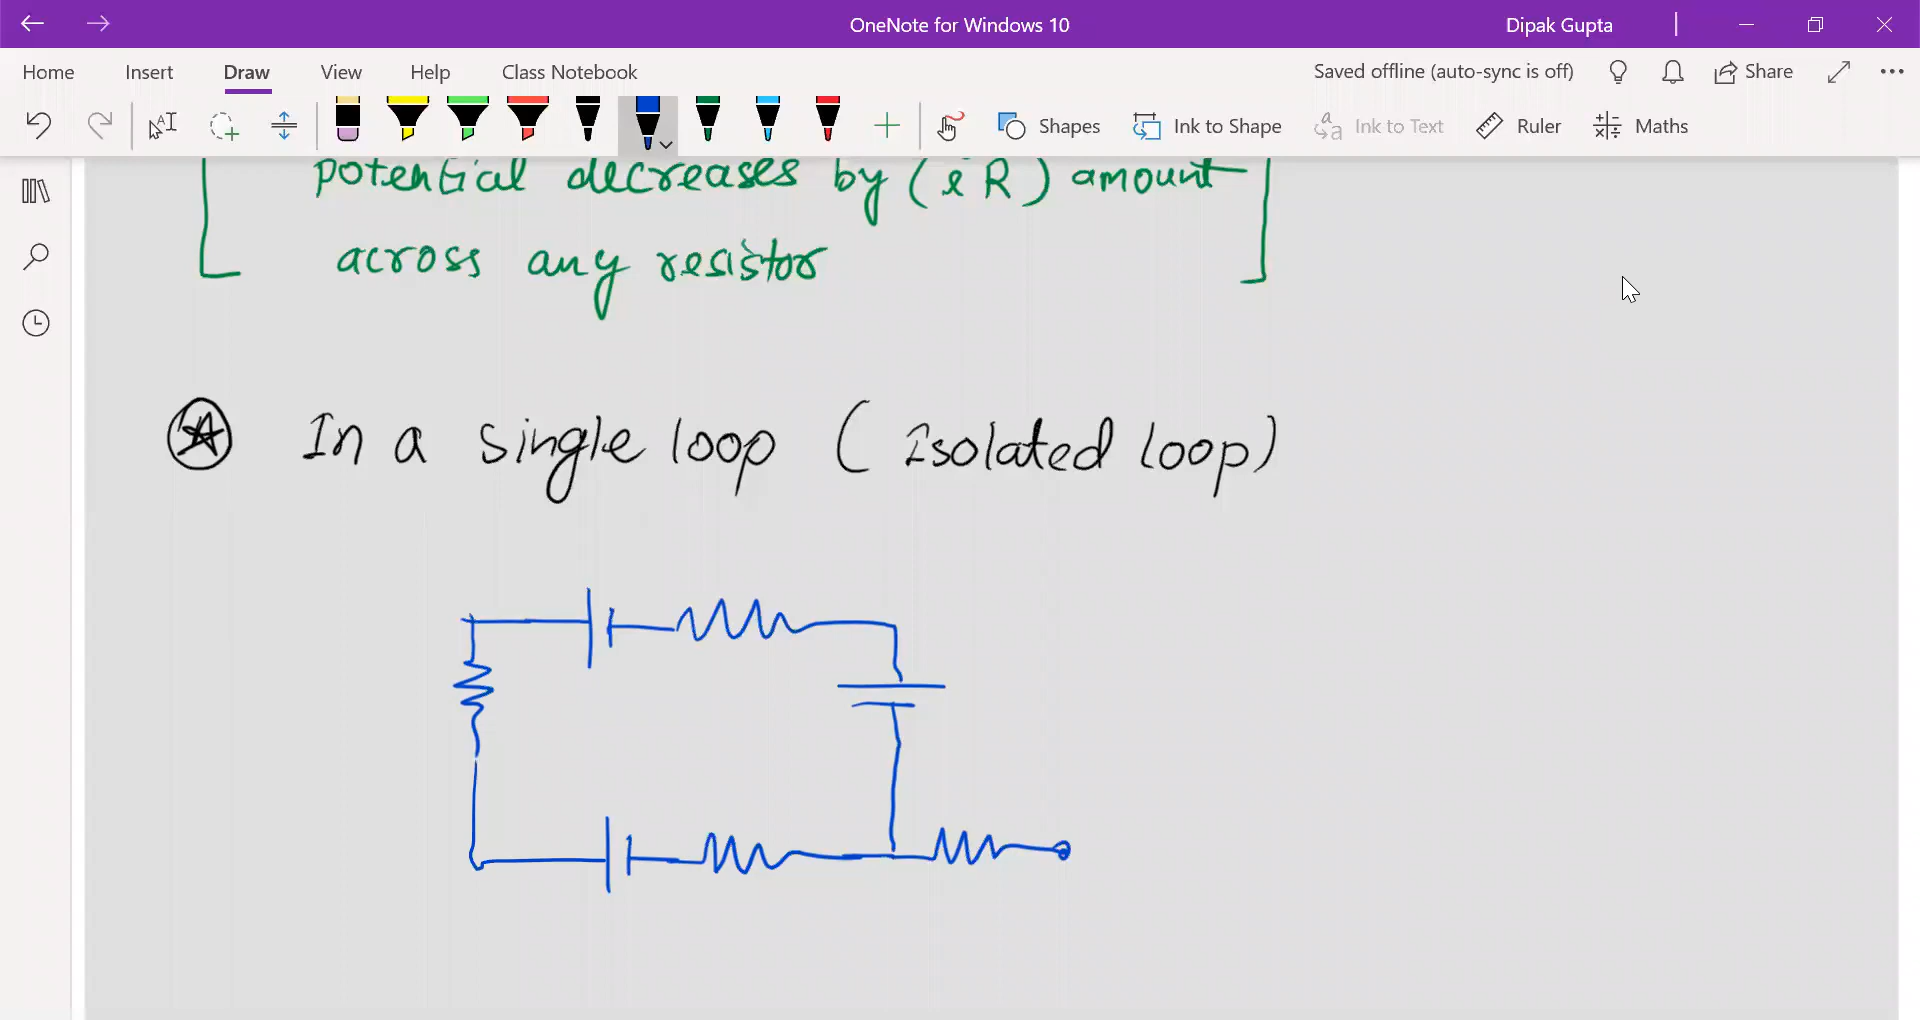 OneNote for Windows 10
Dipak Gupta
Home Insert Draw View Help Class Notebook
Saved offline (auto-sync is off) Share
Shapes Ink to Shape Ink to Text Ruler Maths
potential decreases by (iR) amount
across any resistor
In a single loop (Isolated loop)